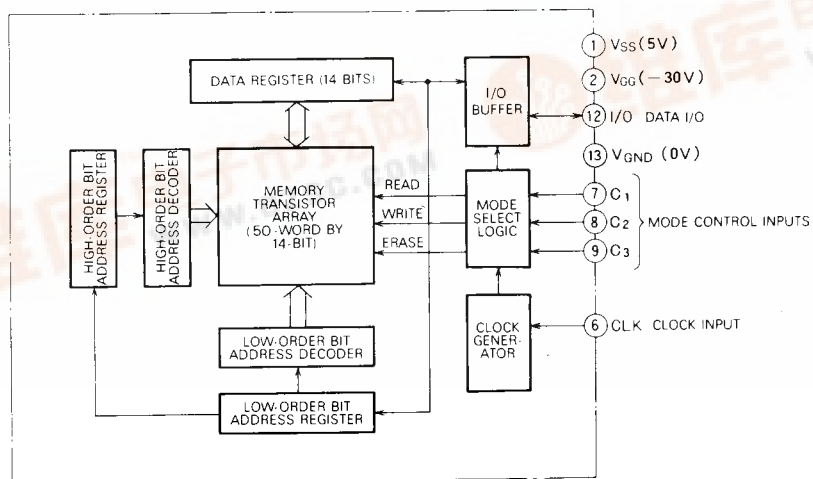 DATA REGISTER (14 BITS)
I/O
BUFFER
1 VSS (5V)
2 VGG (−30V)
12 I/O DATA I/O
13 VGND (0V)
HIGH-ORDER BIT
ADDRESS REGISTER
HIGH-ORDER BIT
ADDRESS DECODER
MEMORY
TRANSISTOR
ARRAY
(50-WORD BY
14-BIT)
READ
WRITE
ERASE
MODE
SELECT
LOGIC
7 C1
8 C2
9 C3
MODE CONTROL INPUTS
LOW-ORDER BIT
ADDRESS DECODER
LOW-ORDER BIT
ADDRESS REGISTER
CLOCK
GENER-
ATOR
6 CLK CLOCK INPUT